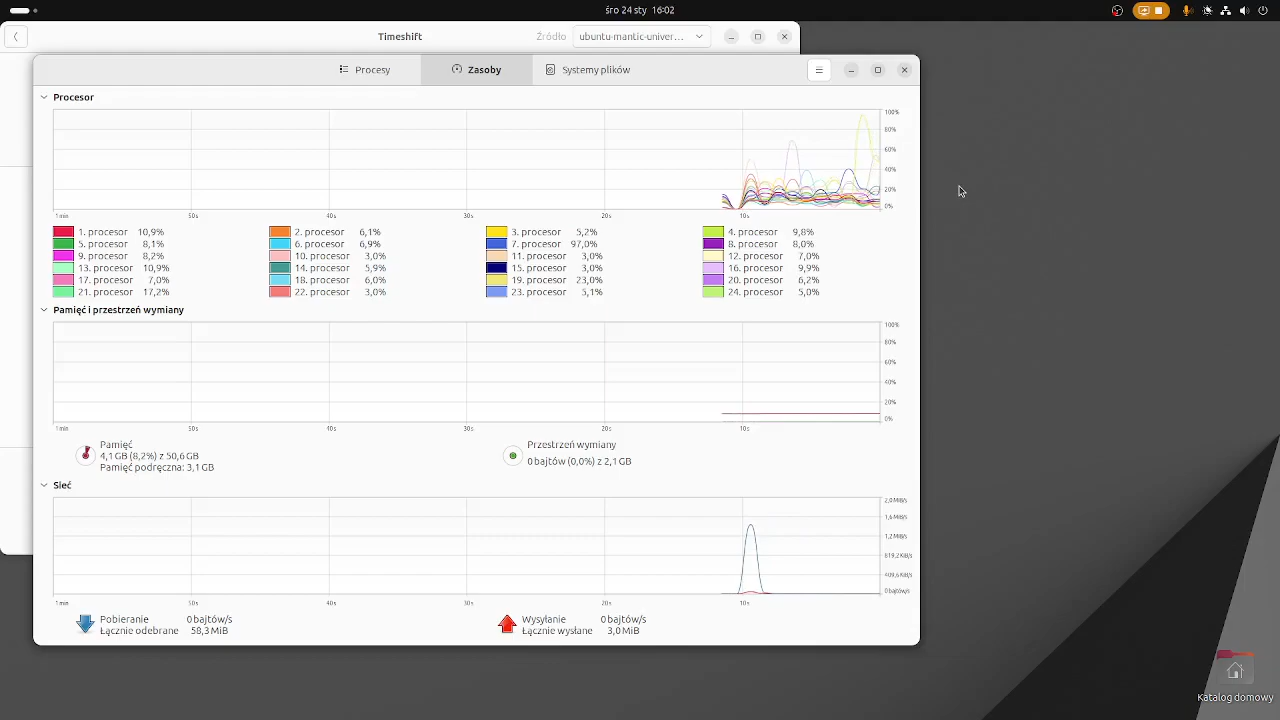 śro 24 sty 16:02
Timeshift
Źródło
ubuntu-mantic-univer...
Procesy
Zasoby
Systemy plików
Procesor
100%
80%
60%
40%
20%
0%
1 min 50s 40s 30s 20s 10s
1. procesor 10,9% 2. procesor 6,1% 3. procesor 5,2% 4. procesor 9,8%
5. procesor 8,1% 6. procesor 6,9% 7. procesor 97,0% 8. procesor 8,0%
9. procesor 8,2% 10. procesor 3,0% 11. procesor 3,0% 12. procesor 7,0%
13. procesor 10,9% 14. procesor 5,9% 15. procesor 3,0% 16. procesor 9,9%
17. procesor 7,0% 18. procesor 6,0% 19. procesor 23,0% 20. procesor 6,2%
21. procesor 17,2% 22. procesor 3,0% 23. procesor 5,1% 24. procesor 5,0%
Pamięć i przestrzeń wymiany
100%
80%
60%
40%
20%
0%
1 min 50s 40s 30s 20s 10s
Pamięć
4,1 GB (8,2%) z 50,6 GB
Pamięć podręczna: 3,1 GB
Przestrzeń wymiany
0 bajtów (0,0%) z 2,1 GB
Sieć
2,0 MiB/s
1,6 MiB/s
1,2 MiB/s
819,2 KiB/s
409,6 KiB/s
0 bajtów/s
1 min 50s 40s 30s 20s 10s
Pobieranie 0 bajtów/s
Łącznie odebrane 58,3 MiB
Wysyłanie 0 bajtów/s
Łącznie wysłane 3,0 MiB
Katalog domowy